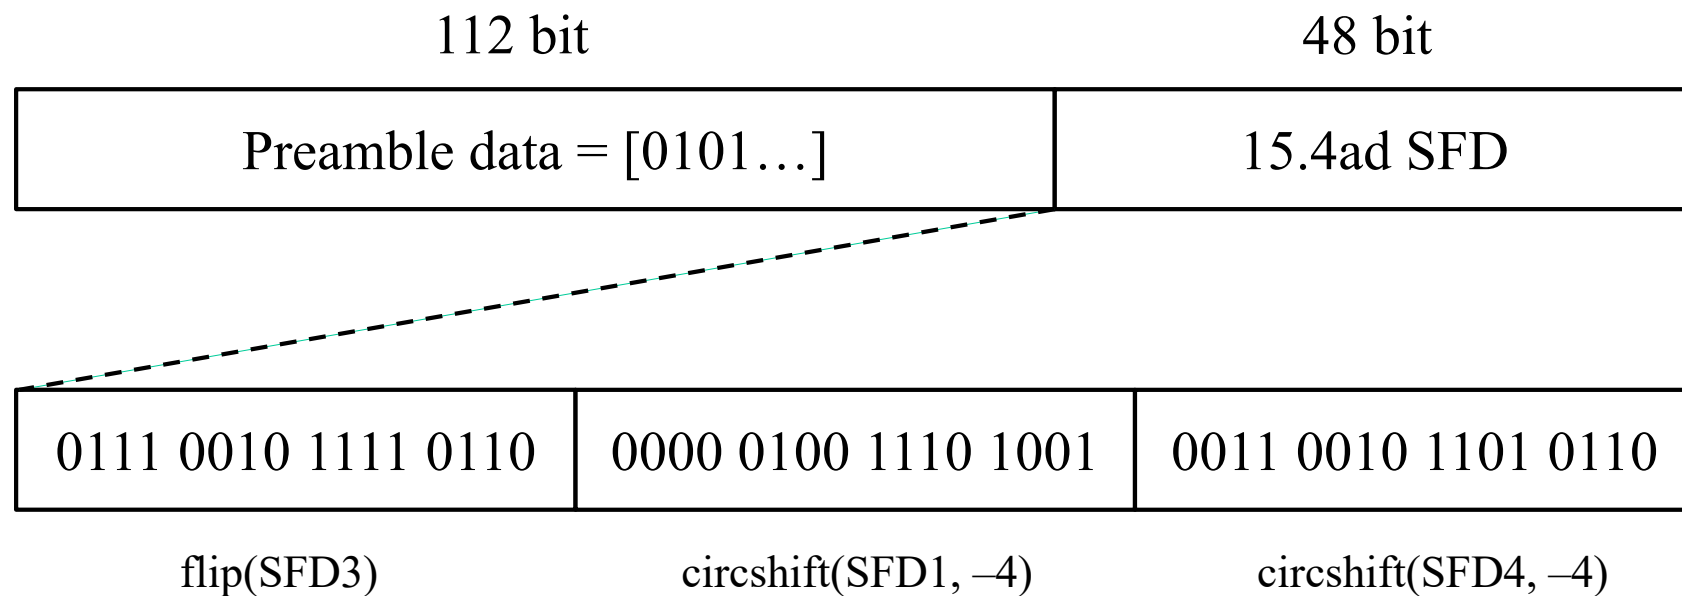 112 bit 48 bit
Preamble data = [0101…] 15.4ad SFD
0111 0010 1111 0110 0000 0100 1110 1001 0011 0010 1101 0110
flip(SFD3) circshift(SFD1, –4) circshift(SFD4, –4)